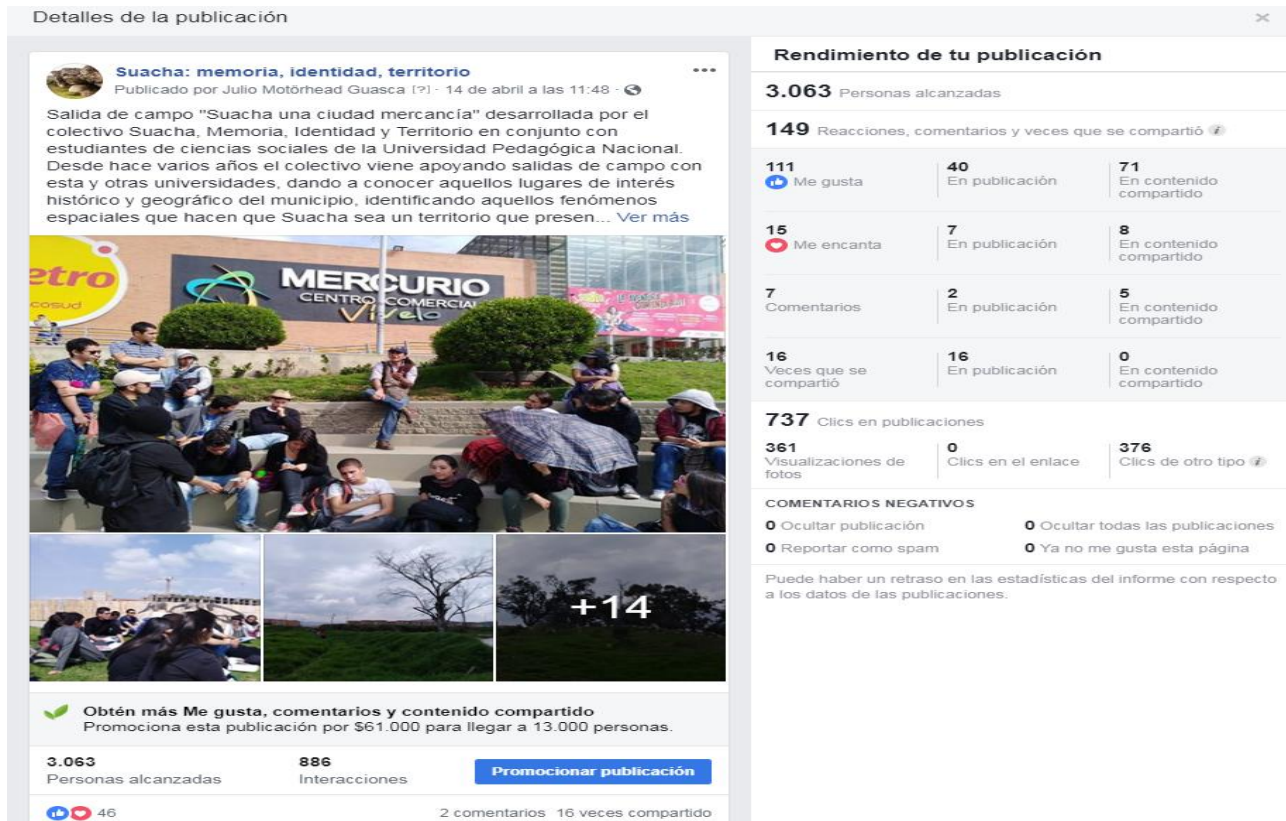 Detalles de la publicación
Suacha: memoria, identidad, territorio
Publicado por Julio Motörhead Guasca [?] · 14 de abril a las 11:48 ·
Salida de campo "Suacha una ciudad mercancía" desarrollada por el
colectivo Suacha, Memoria, Identidad y Territorio en conjunto con
estudiantes de ciencias sociales de la Universidad Pedagógica Nacional.
Desde hace varios años el colectivo viene apoyando salidas de campo con
esta y otras universidades, dando a conocer aquellos lugares de interés
histórico y geográfico del municipio, identificando aquellos fenómenos
espaciales que hacen que Suacha sea un territorio que presen... Ver más
etro
cosud
MERCURIO
CENTRO COMERCIAL
Vívelo
+14
Obtén más Me gusta, comentarios y contenido compartido
Promociona esta publicación por $61.000 para llegar a 13.000 personas.
3.063
Personas alcanzadas
886
Interacciones
Promocionar publicación
46
2 comentarios 16 veces compartido
Rendimiento de tu publicación
3.063 Personas alcanzadas
149 Reacciones, comentarios y veces que se compartió
111
Me gusta
40
En publicación
71
En contenido
compartido
15
Me encanta
7
En publicación
8
En contenido
compartido
7
Comentarios
2
En publicación
5
En contenido
compartido
16
Veces que se
compartió
16
En publicación
0
En contenido
compartido
737 Clics en publicaciones
361
Visualizaciones de
fotos
0
Clics en el enlace
376
Clics de otro tipo
COMENTARIOS NEGATIVOS
0 Ocultar publicación
0 Ocultar todas las publicaciones
0 Reportar como spam
0 Ya no me gusta esta página
Puede haber un retraso en las estadísticas del informe con respecto
a los datos de las publicaciones.